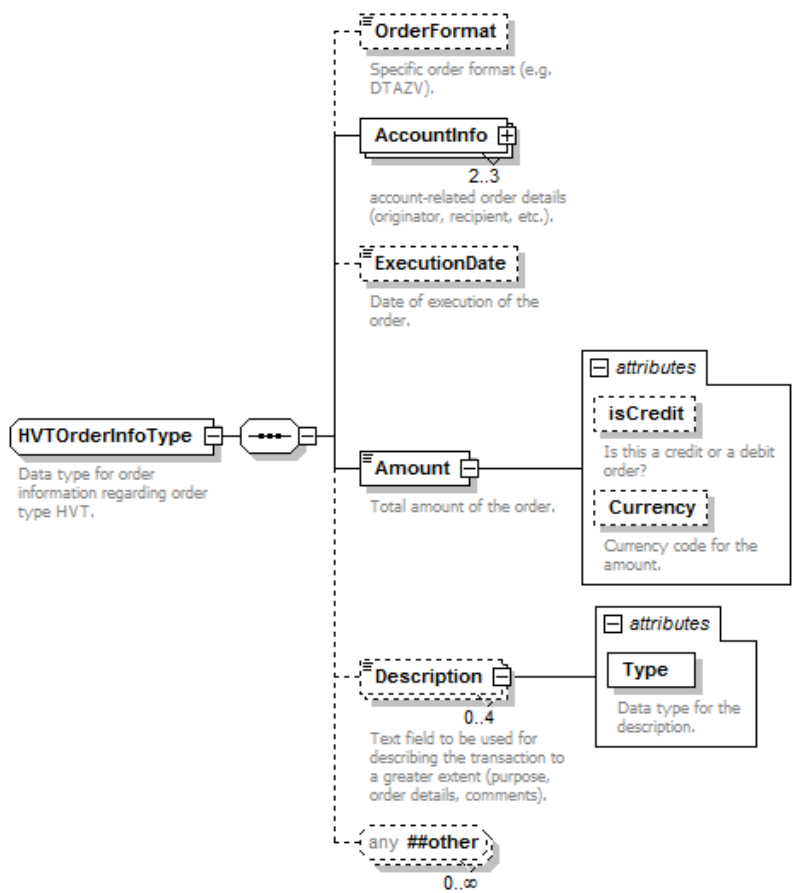 OrderFormat
Specific order format (e.g.
DTAZV).
AccountInfo
2..3
account-related order details
(originator, recipient, etc.).
ExecutionDate
Date of execution of the
order.
attributes
isCredit
Is this a credit or a debit
order?
HVTOrderInfoType
Data type for order
information regarding order
type HVT.
Amount
Total amount of the order.
Currency
Currency code for the
amount.
attributes
Type
Data type for the
description.
Description
0..4
Text field to be used for
describing the transaction to
a greater extent (purpose,
order details, comments).
any ##other
0..∞